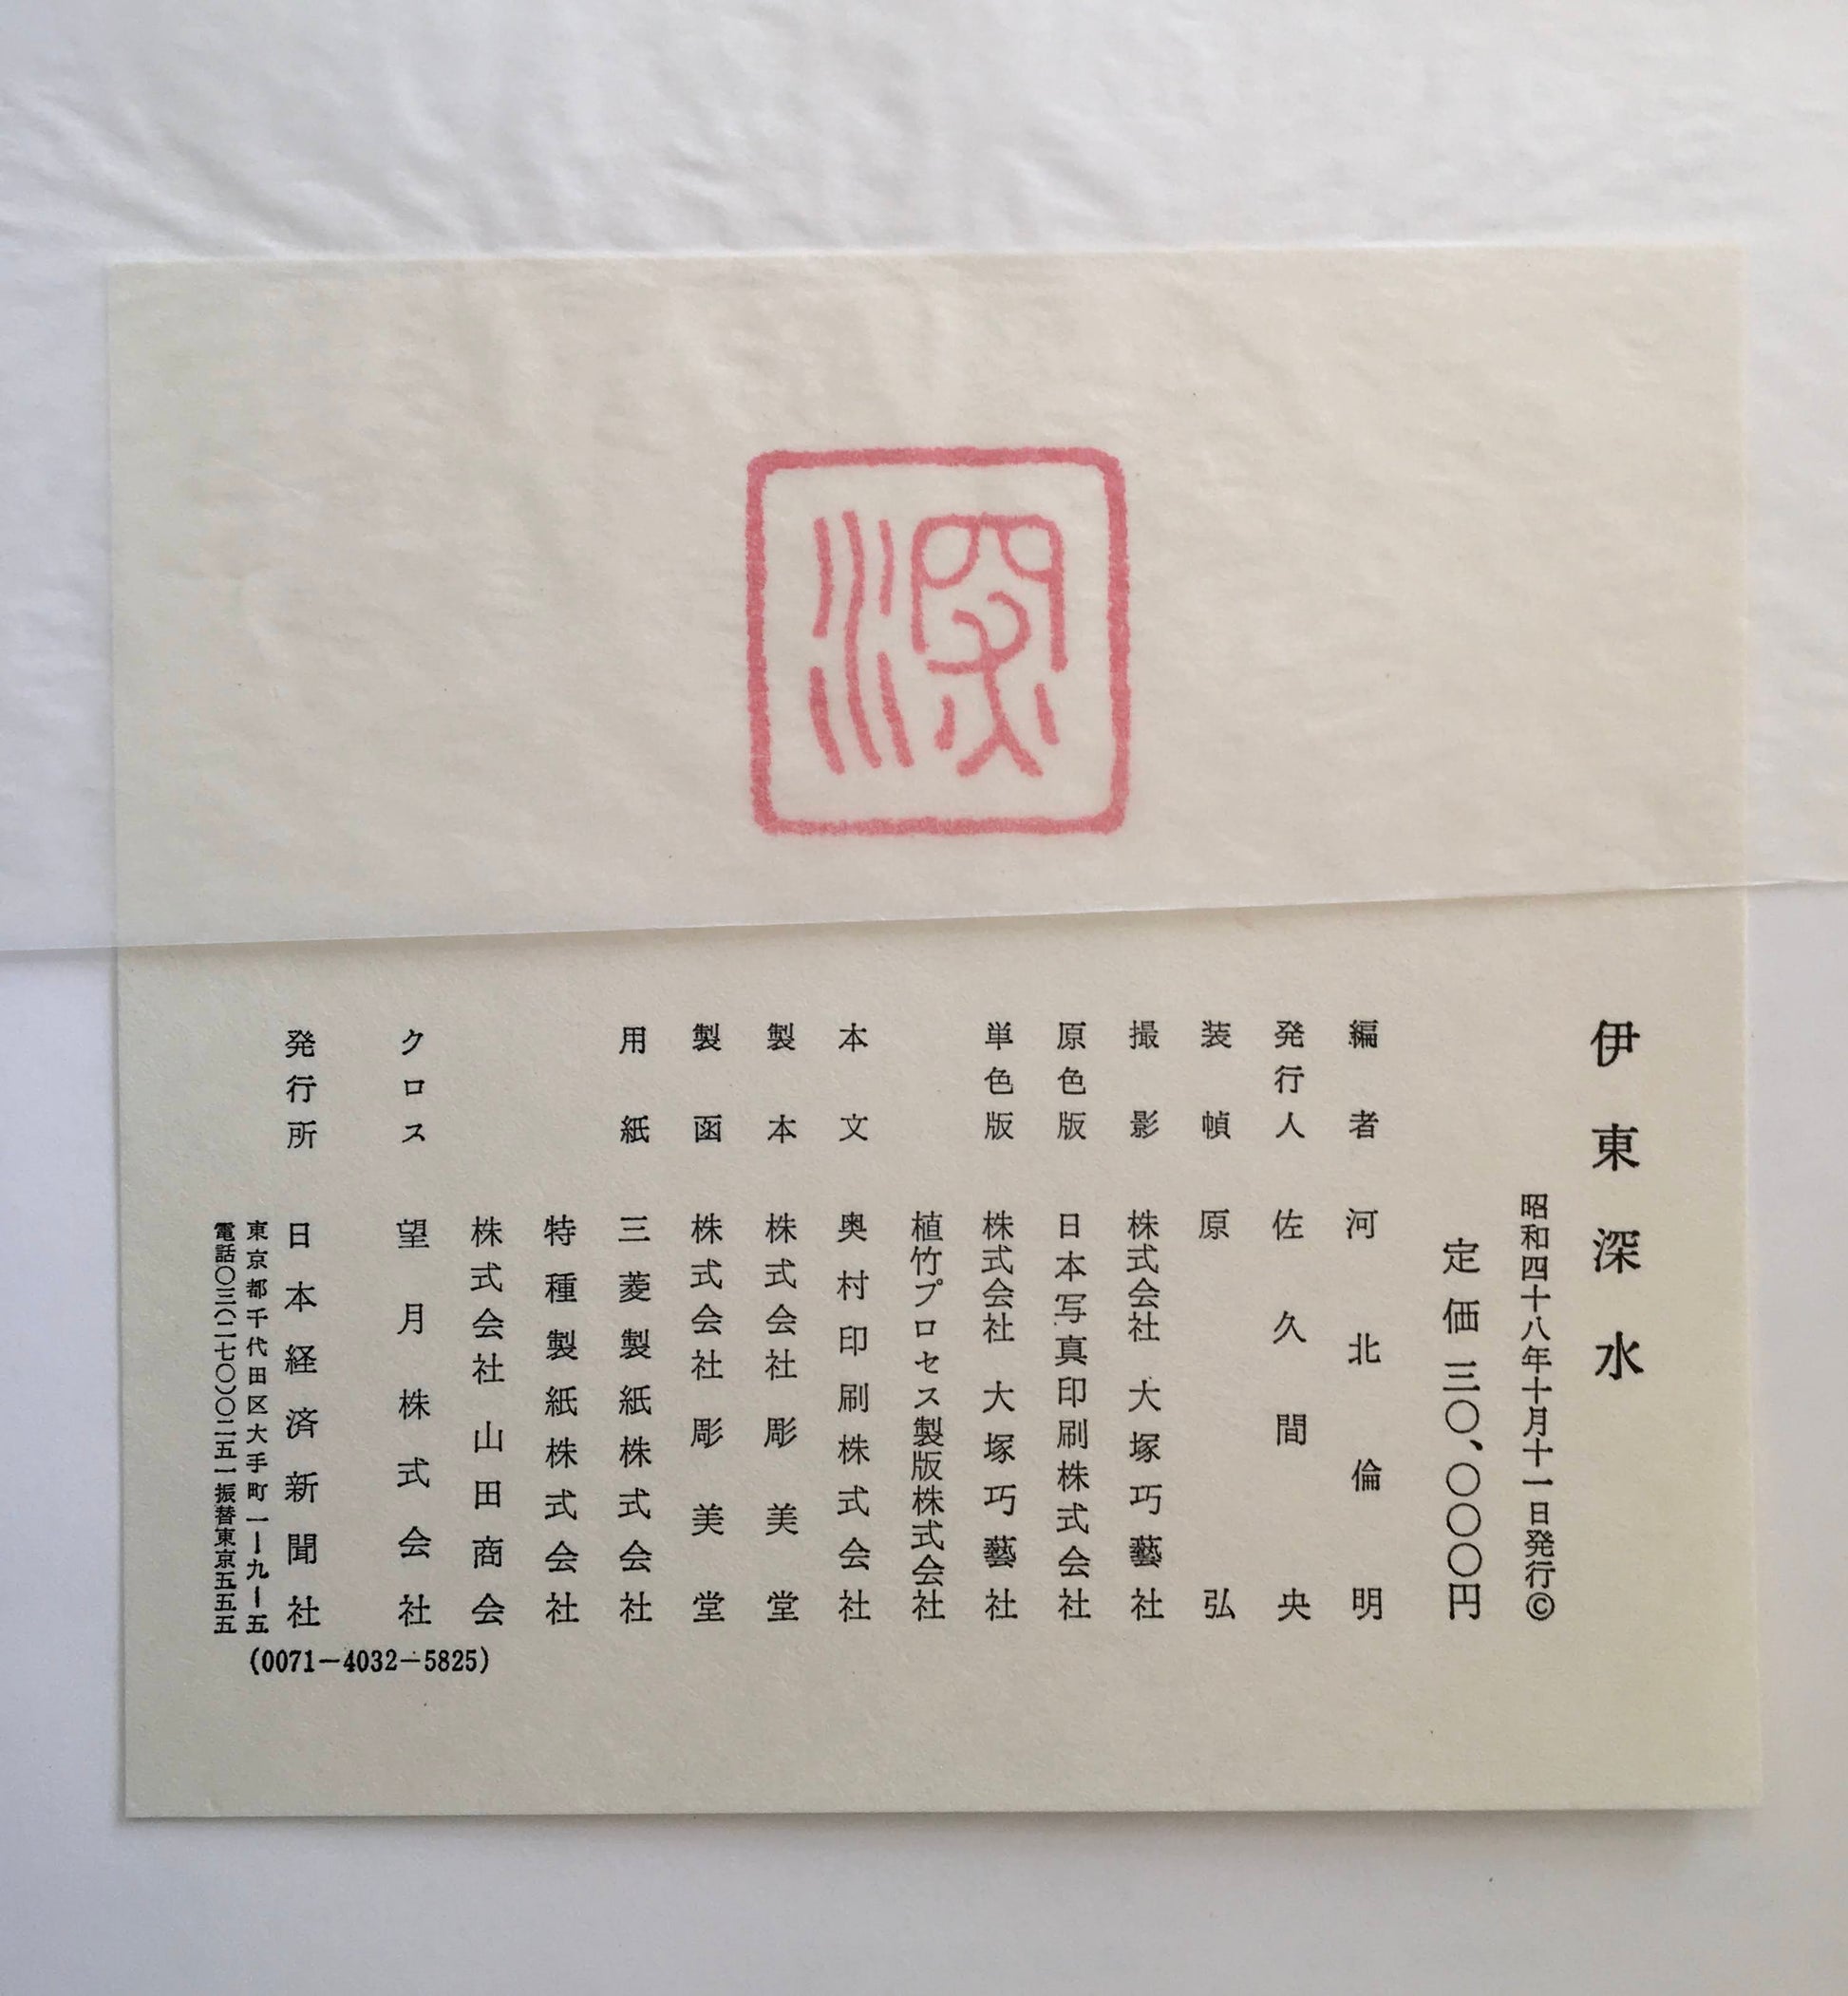 深
伊東深水
昭和四十八年十月十一日発行©
定価三〇、〇〇〇円
編者 河北倫明
発行人 佐久間央
装幀 原弘
撮影 株式会社 大塚巧藝社
原色版 日本写真印刷株式会社
単色版 株式会社 大塚巧藝社
植竹プロセス製版株式会社
本文 奥村印刷株式会社
製本 株式会社彫美堂
製函 株式会社彫美堂
用紙 三菱製紙株式会社
特種製紙株式会社
株式会社 山田商会
クロス 望月株式会社
発行所 日本経済新聞社
東京都千代田区大手町一ー九ー五
電話〇三(二七〇)〇二五一振替東京五五五
(0071-4032-5825)